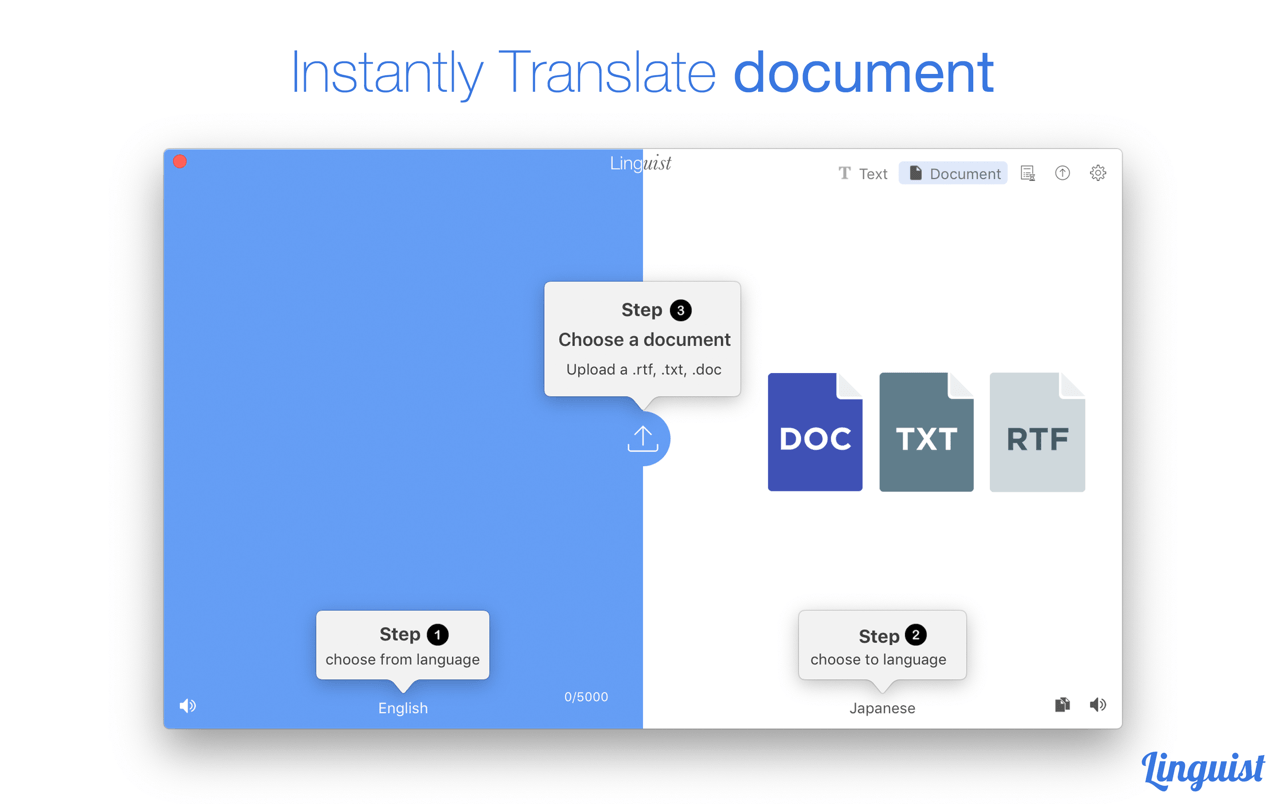 Instantly Translate document
Linguist
Text
Document
Step 3
Choose a document
Upload a .rtf, .txt, .doc
DOC
TXT
RTF
Step 1
choose from language
Step 2
choose to language
0/5000
English
Japanese
Linguist